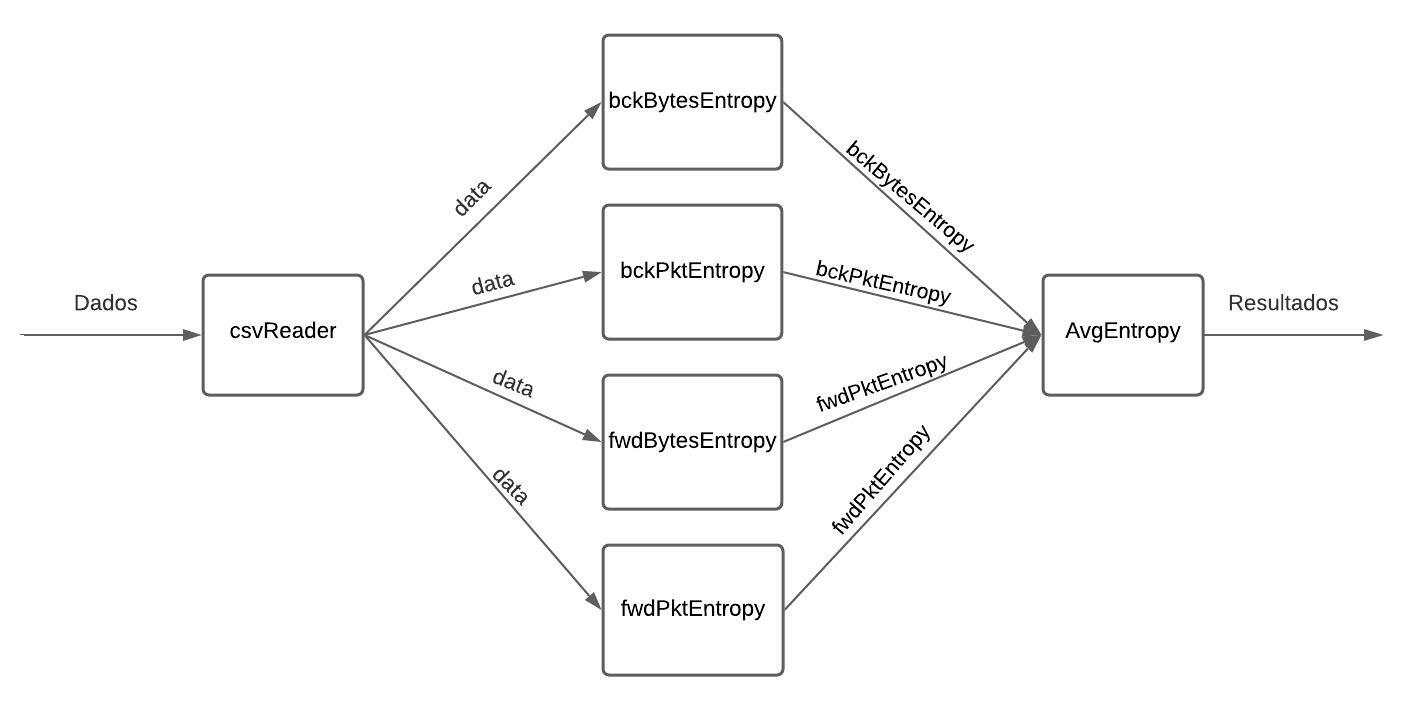 Dados
csvReader
data
data
data
data
bckBytesEntropy
bckPktEntropy
fwdBytesEntropy
fwdPktEntropy
bckBytesEntropy
bckPktEntropy
fwdPktEntropy
fwdPktEntropy
AvgEntropy
Resultados